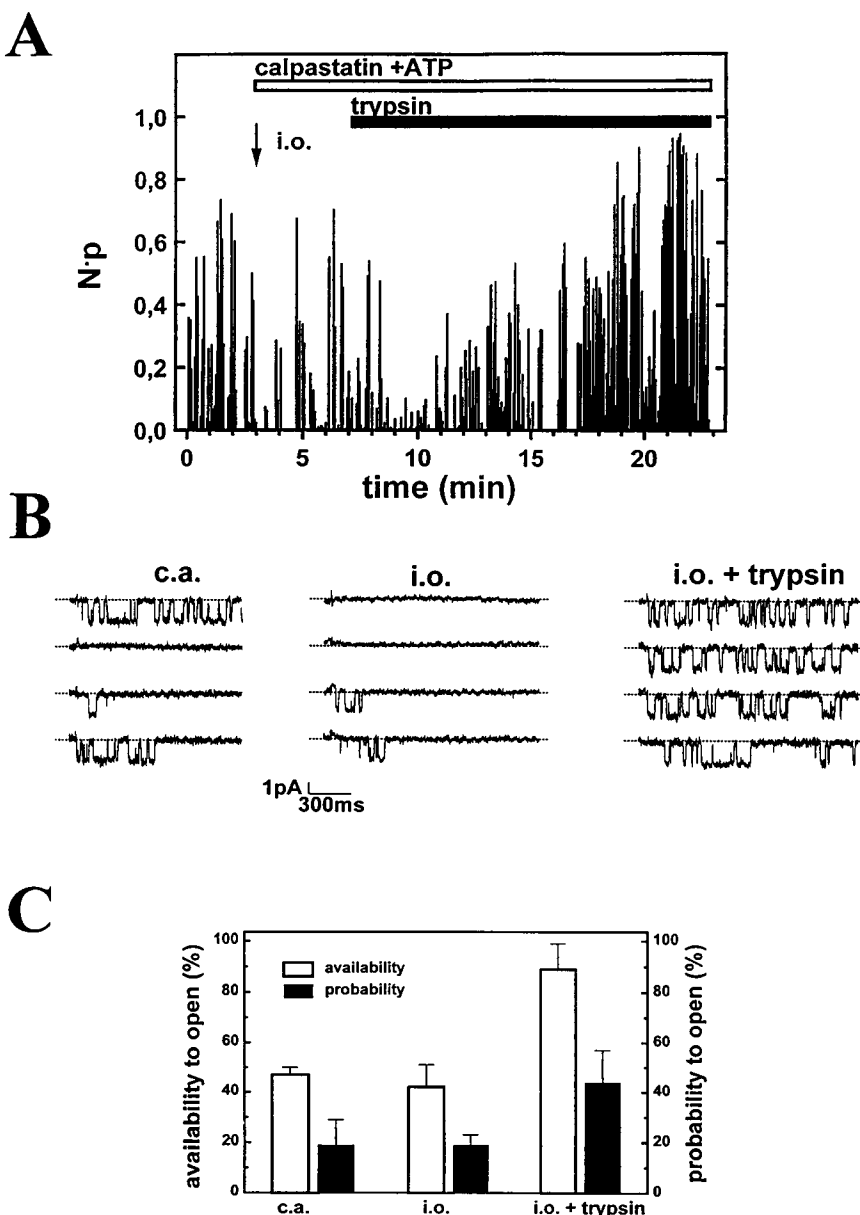 A
calpastatin +ATP
trypsin
i.o.
1,0
0,8
0,6
0,4
0,2
0,0
N·p
0 5 10 15 20
time (min)
B
c.a. i.o. i.o. + trypsin
1pA
300ms
C
availability to open (%)
100
80
60
40
20
0
availability
probability
100
80
60
40
20
0
probability to open (%)
c.a. i.o. i.o. + trypsin